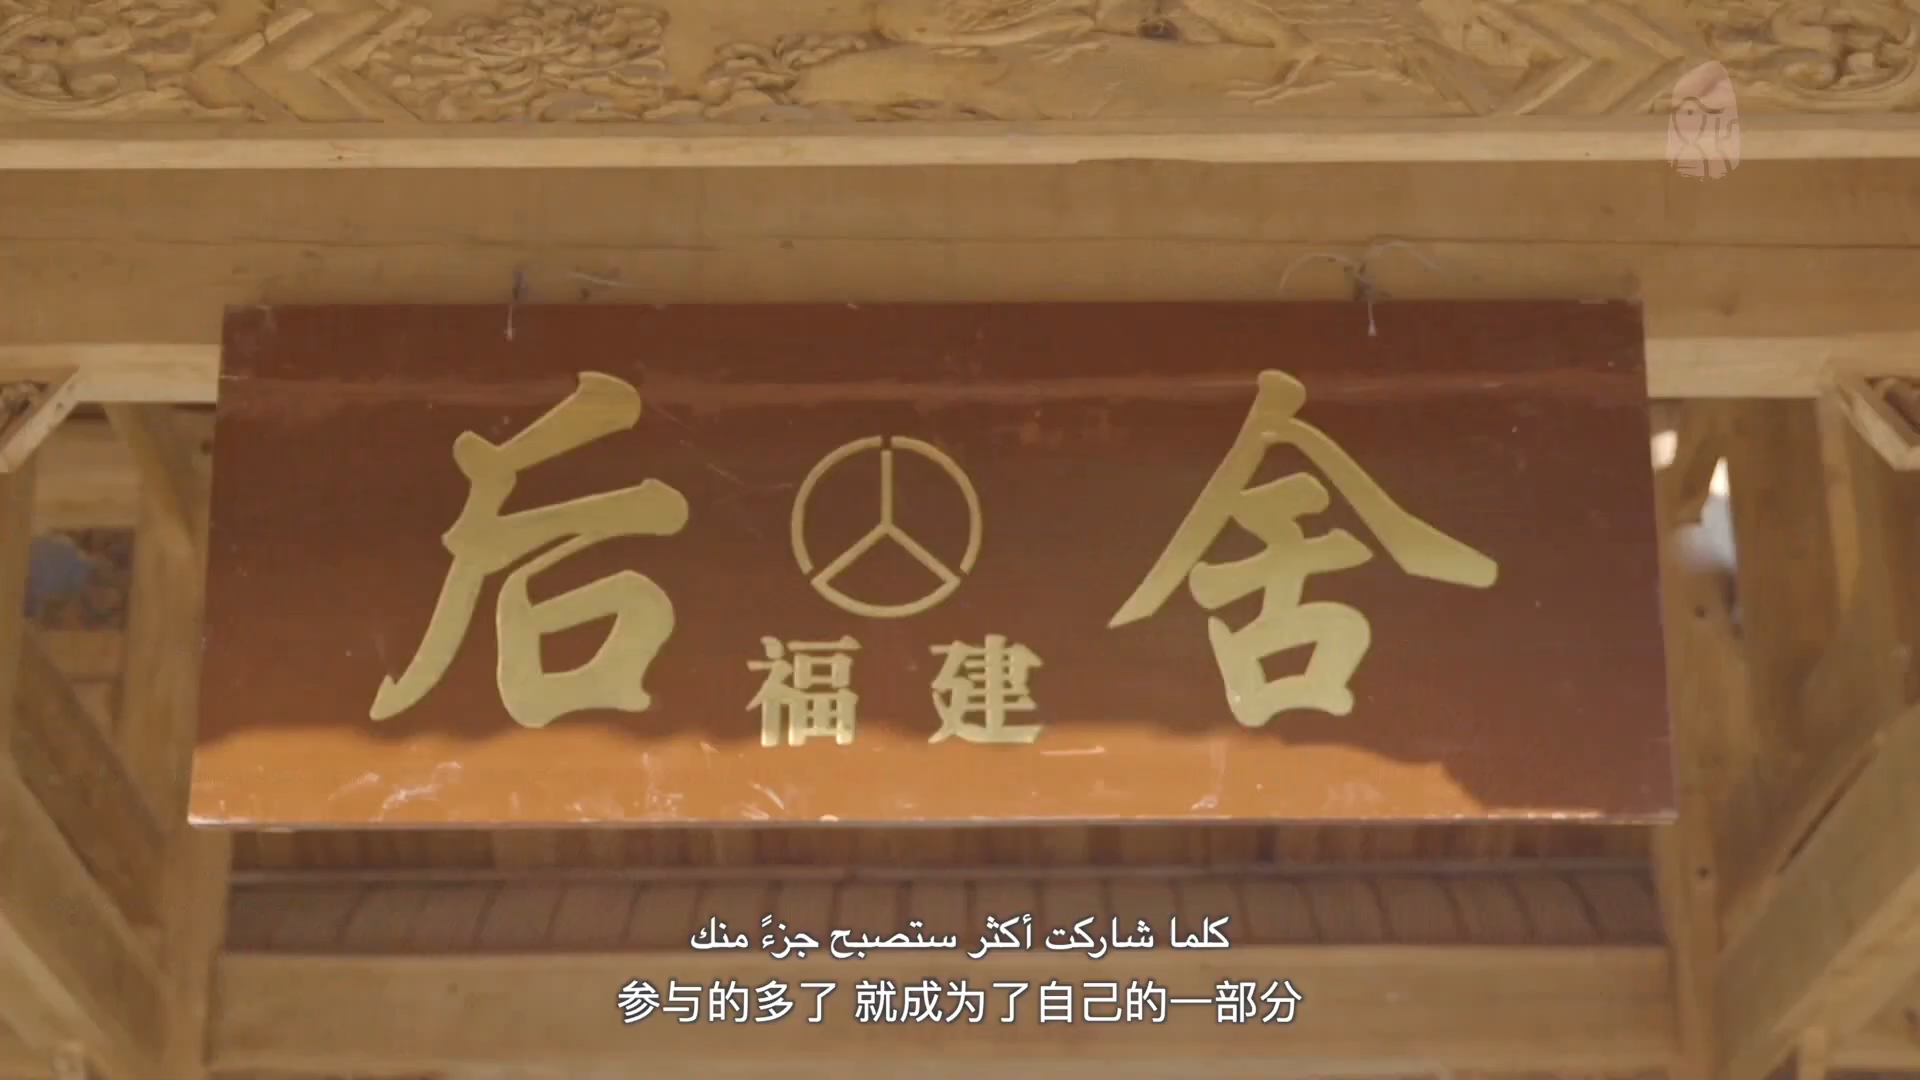 后舍
福建
كلما شاركت أكثر ستصبح جزءً منك
参与的多了 就成为了自己的一部分